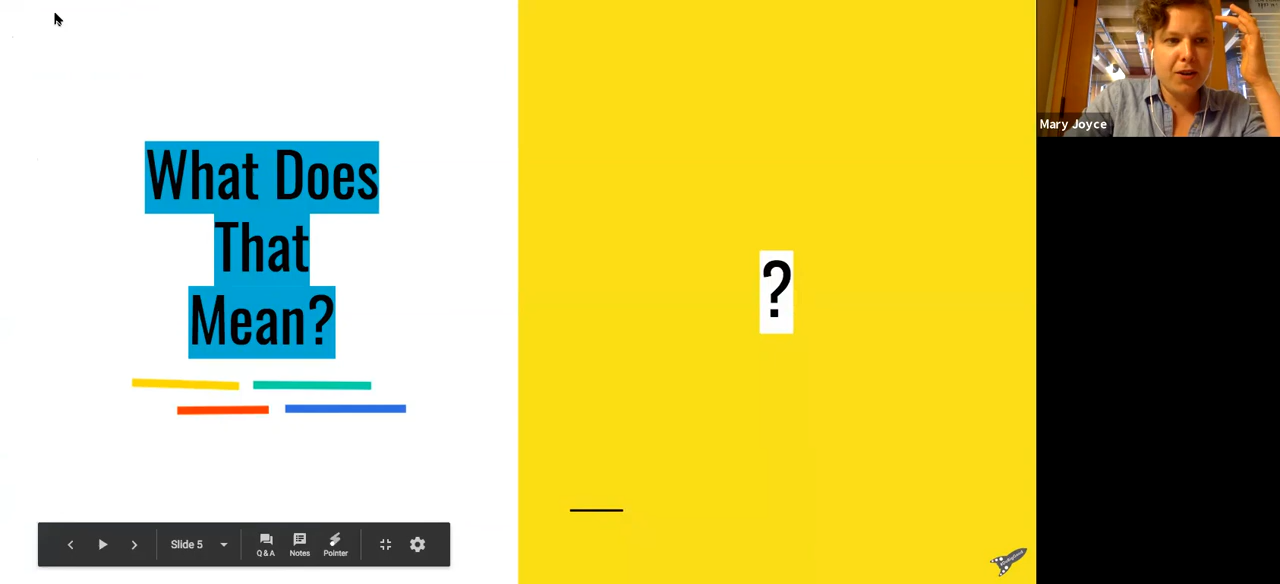 What Does
That
Mean?
?
Mary Joyce
Slide 5
Q & A
Notes
Pointer